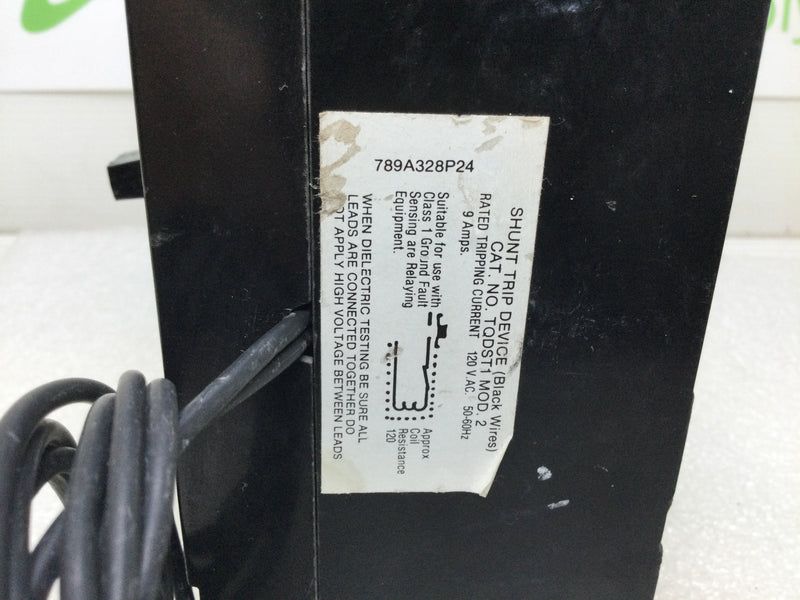 789A328P24
SHUNT TRIP DEVICE (Black Wires)
CAT. NO. TQDST1 MOD. 2
RATED TRIPPING CURRENT 120 V AC. 50-60Hz
9 Amps.
Suitable for use with
Class 1 Ground Fault
Sensing are Relaying
Equipment.
Approx
Coil
Resistance
120
WHEN DIELECTRIC TESTING BE SURE ALL
LEADS ARE CONNECTED TOGETHER DO
APPLY HIGH VOLTAGE BETWEEN LEADS